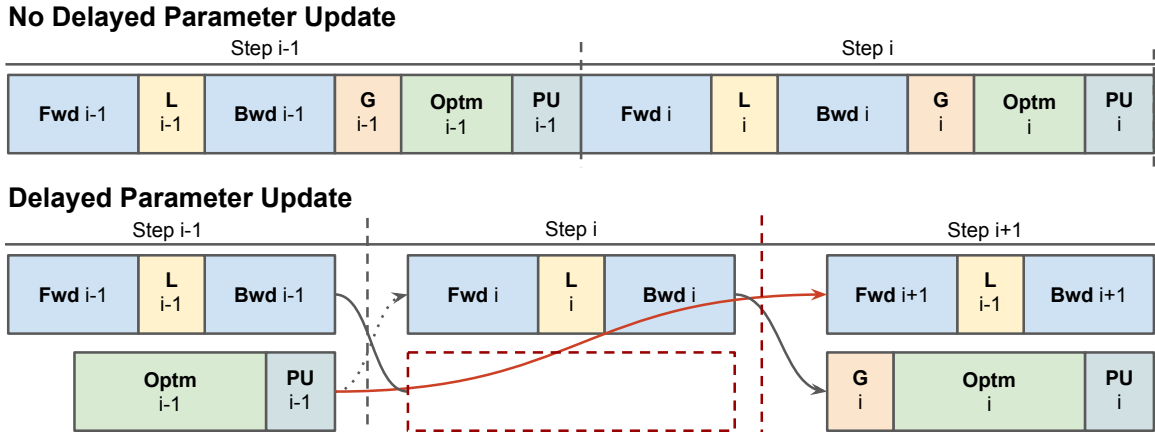 No Delayed Parameter Update
Step i-1
Step i
Fwd i-1
L
i-1
Bwd i-1
G
i-1
Optm
i-1
PU
i-1
Fwd i
L
i
Bwd i
G
i
Optm
i
PU
i
Delayed Parameter Update
Step i-1
Step i
Step i+1
Fwd i-1
L
i-1
Bwd i-1
Fwd i
L
i
Bwd i
Fwd i+1
L
i-1
Bwd i+1
Optm
i-1
PU
i-1
G
i
Optm
i
PU
i